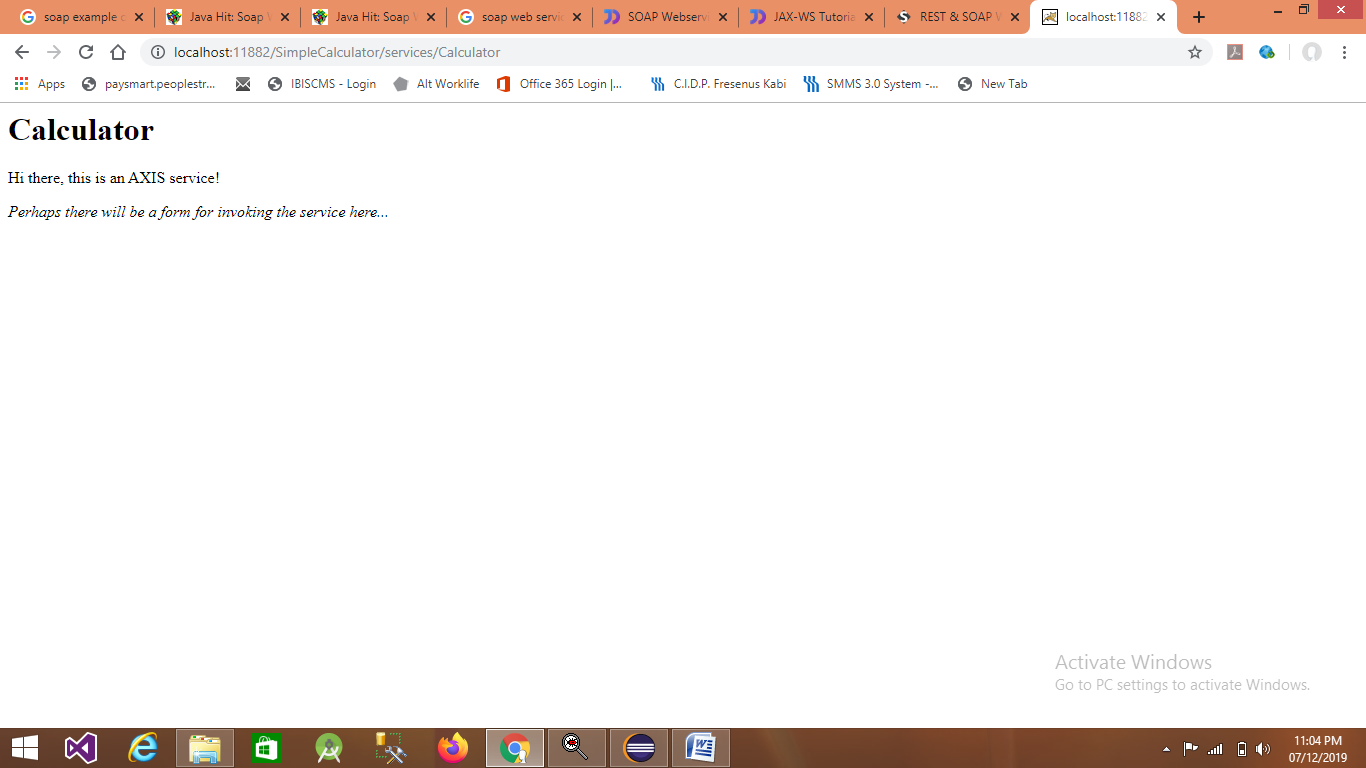 soap example c
Java Hit: Soap W
Java Hit: Soap W
soap web servic
SOAP Webservi
JAX-WS Tutoria
REST & SOAP W
localhost:11882
localhost:11882/SimpleCalculator/services/Calculator
Apps paysmart.peoplestr... IBISCMS - Login Alt Worklife Office 365 Login |... C.I.D.P. Fresenus Kabi SMMS 3.0 System -... New Tab
Calculator
Hi there, this is an AXIS service!
Perhaps there will be a form for invoking the service here...
Activate Windows
Go to PC settings to activate Windows.
11:04 PM
07/12/2019